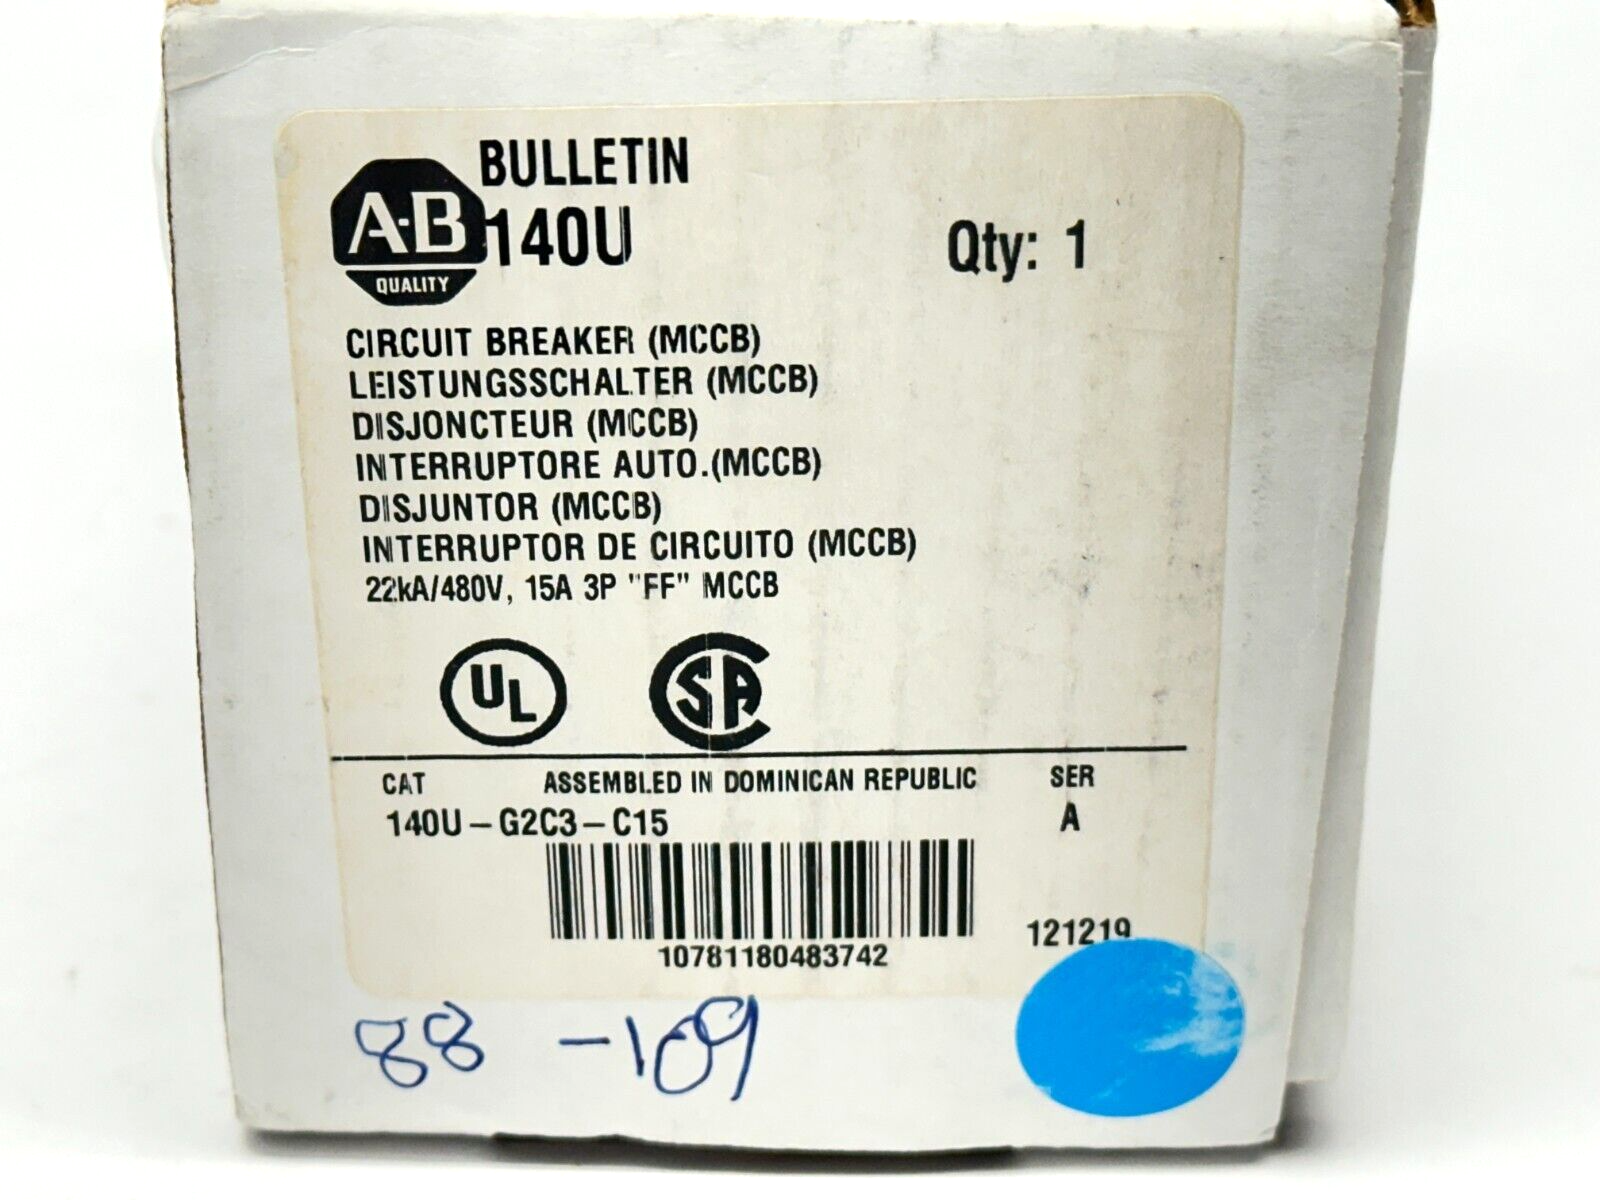 A-B
QUALITY
BULLETIN
140U
Qty: 1
CIRCUIT BREAKER (MCCB)
LEISTUNGSSCHALTER (MCCB)
DISJONCTEUR (MCCB)
INTERRUPTORE AUTO.(MCCB)
DISJUNTOR (MCCB)
INTERRUPTOR DE CIRCUITO (MCCB)
22kA/480V, 15A 3P "FF" MCCB
UL
CSA
CAT ASSEMBLED IN DOMINICAN REPUBLIC SER
140U-G2C3-C15 A
10781180483742
121219
88 -109